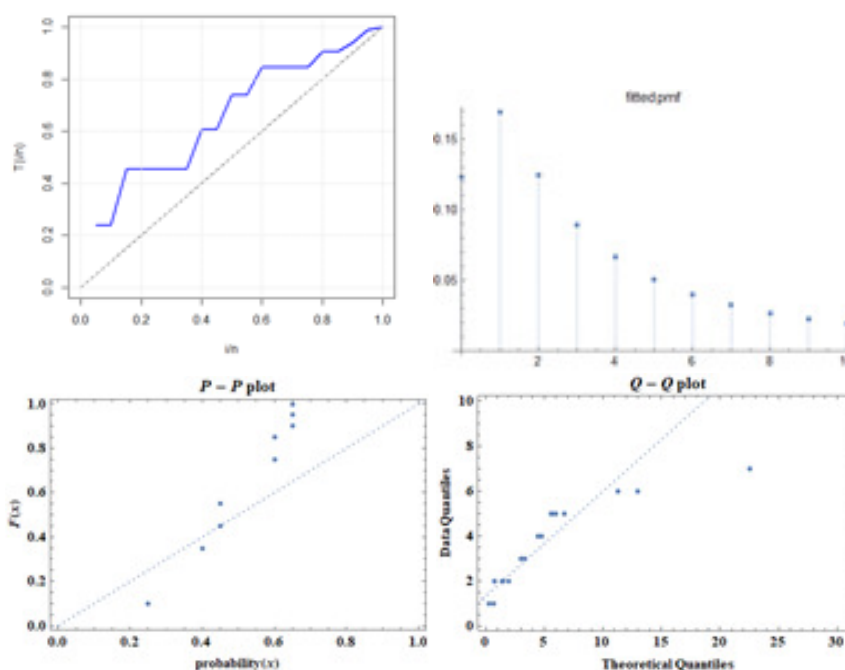 1.0
0.8
0.6
0.4
0.2
0.0
T(i/n)
0.0 0.2 0.4 0.6 0.8 1.0
i/n
fitted pmf
0.15
0.10
0.05
2 4 6 8
P – P plot
1.0
0.8
0.6
0.4
0.2
0.0
F(x)
0.0 0.2 0.4 0.6 0.8 1.0
probability(x)
Q – Q plot
10
8
6
4
2
0
Data Quantiles
0 5 10 15 20 25 30
Theoretical Quantiles